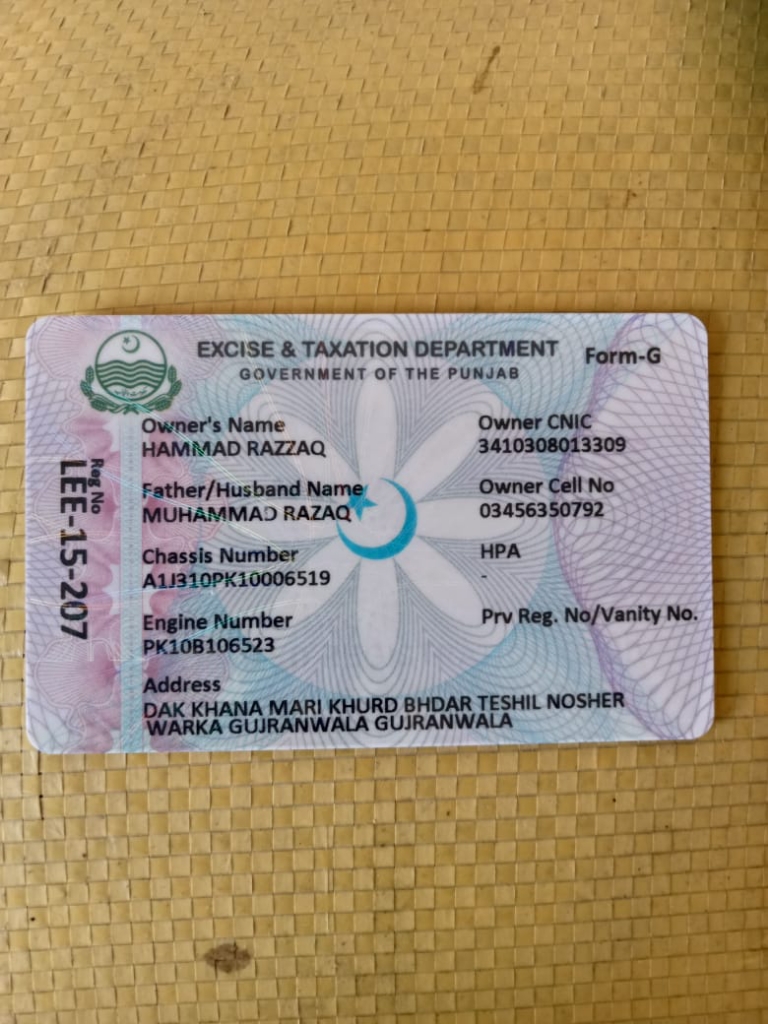 EXCISE & TAXATION DEPARTMENT
GOVERNMENT OF THE PUNJAB
Form-G
Reg No
LEE-15-207
Owner's Name
HAMMAD RAZZAQ
Owner CNIC
3410308013309
Father/Husband Name
MUHAMMAD RAZAQ
Owner Cell No
03456350792
Chassis Number
A1J310PK10006519
HPA
-
Engine Number
PK10B106523
Prv Reg. No/Vanity No.
Address
DAK KHANA MARI KHURD BHDAR TESHIL NOSHER
WARKA GUJRANWALA GUJRANWALA